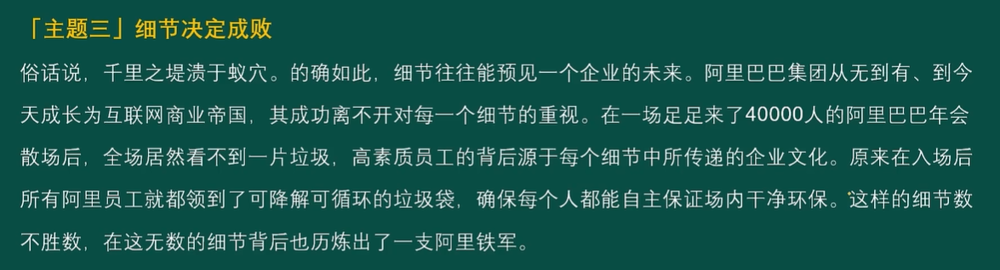 「主题三」细节决定成败
俗话说，千里之堤溃于蚁穴。的确如此，细节往往能预见一个企业的未来。阿里巴巴集团从无到有、到今
天成长为互联网商业帝国，其成功离不开对每一个细节的重视。在一场足足来了40000人的阿里巴巴年会
散场后，全场居然看不到一片垃圾，高素质员工的背后源于每个细节中所传递的企业文化。原来在入场后
所有阿里员工就都领到了可降解可循环的垃圾袋，确保每个人都能自主保证场内干净环保。这样的细节数
不胜数，在这无数的细节背后也历炼出了一支阿里铁军。